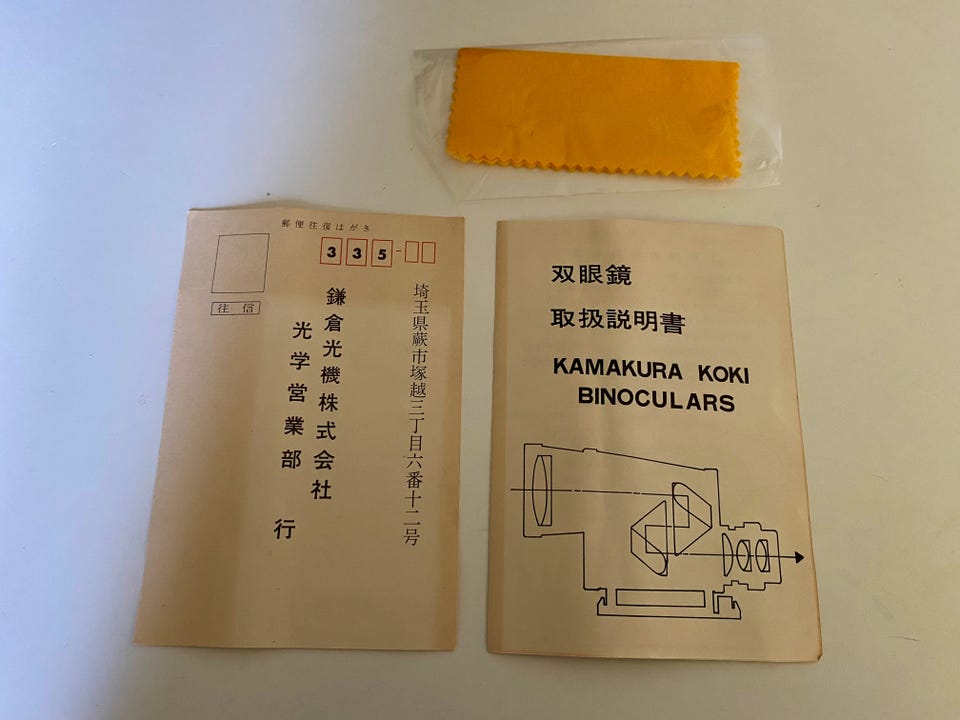 郵便往復はがき
335-
往信
埼玉県蕨市塚越三丁目六番十二号
鎌倉光機株式会社
光学営業部 行
双眼鏡
取扱説明書
KAMAKURA KOKI
BINOCULARS